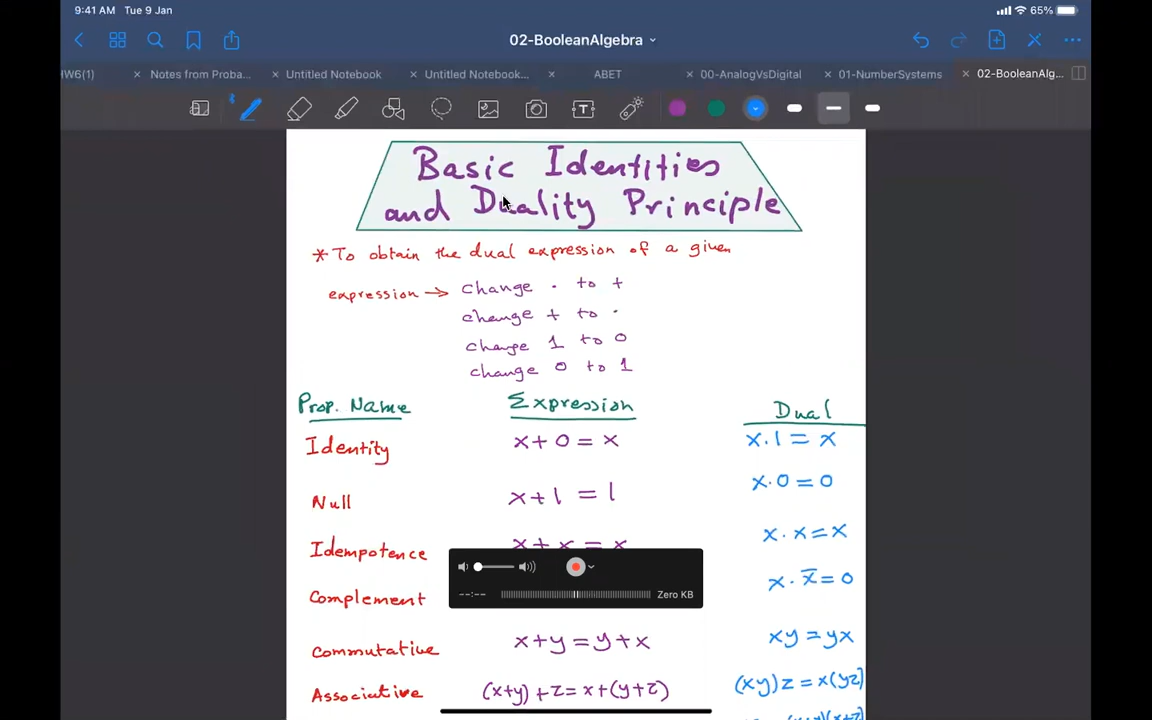 9:41 AM Tue 9 Jan
65%
02-BooleanAlgebra
HW6(1)
Notes from Proba...
Untitled Notebook
Untitled Notebook...
ABET
00-AnalogVsDigital
01-NumberSystems
02-BooleanAlg...
Basic Identities
and Duality Principle
* To obtain the dual expression of a given
expression → change . to +
change + to .
change 1 to 0
change 0 to 1
Prop. Name Expression Dual
Identity x+0=x x.1=x
Null x+1=1 x.0=0
Idempotence x+x=x x.x=x
Complement x.x̅=0
Commutative x+y=y+x xy=yx
Associative (x+y)+z=x+(y+z) (xy)z=x(yz)
--:-- Zero KB